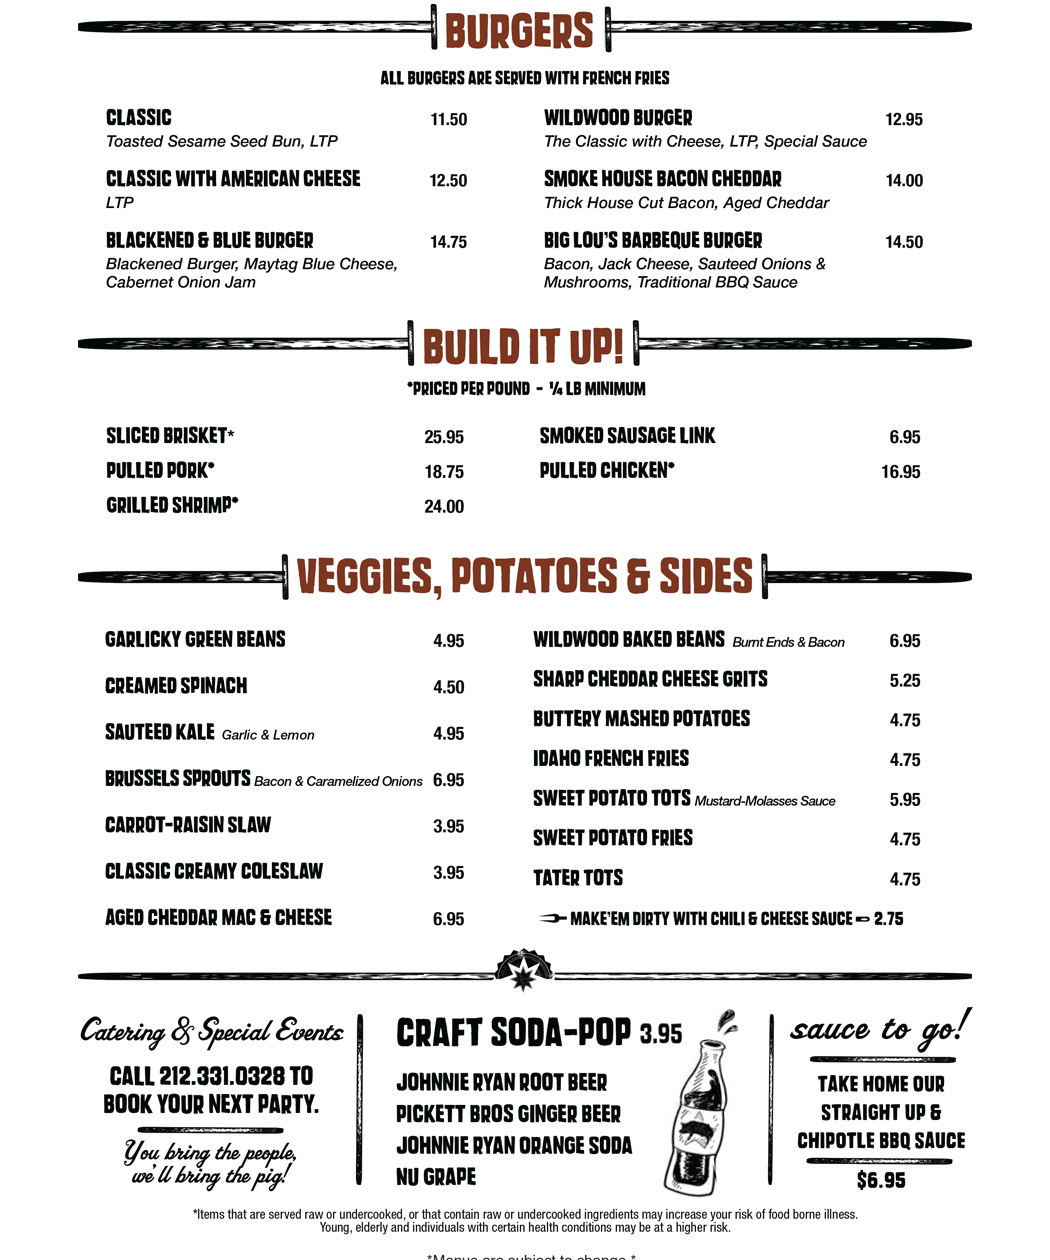 BURGERS
ALL BURGERS ARE SERVED WITH FRENCH FRIES
CLASSIC 11.50
Toasted Sesame Seed Bun, LTP
CLASSIC WITH AMERICAN CHEESE 12.50
LTP
BLACKENED & BLUE BURGER 14.75
Blackened Burger, Maytag Blue Cheese,
Cabernet Onion Jam
WILDWOOD BURGER 12.95
The Classic with Cheese, LTP, Special Sauce
SMOKE HOUSE BACON CHEDDAR 14.00
Thick House Cut Bacon, Aged Cheddar
BIG LOU'S BARBEQUE BURGER 14.50
Bacon, Jack Cheese, Sauteed Onions &
Mushrooms, Traditional BBQ Sauce
BUILD IT UP!
*PRICED PER POUND - ¼ LB MINIMUM
SLICED BRISKET* 25.95
PULLED PORK* 18.75
GRILLED SHRIMP* 24.00
SMOKED SAUSAGE LINK 6.95
PULLED CHICKEN* 16.95
VEGGIES, POTATOES & SIDES
GARLICKY GREEN BEANS 4.95
CREAMED SPINACH 4.50
SAUTEED KALE Garlic & Lemon 4.95
BRUSSELS SPROUTS Bacon & Caramelized Onions 6.95
CARROT-RAISIN SLAW 3.95
CLASSIC CREAMY COLESLAW 3.95
AGED CHEDDAR MAC & CHEESE 6.95
WILDWOOD BAKED BEANS Burnt Ends & Bacon 6.95
SHARP CHEDDAR CHEESE GRITS 5.25
BUTTERY MASHED POTATOES 4.75
IDAHO FRENCH FRIES 4.75
SWEET POTATO TOTS Mustard-Molasses Sauce 5.95
SWEET POTATO FRIES 4.75
TATER TOTS 4.75
MAKE'EM DIRTY WITH CHILI & CHEESE SAUCE 2.75
Catering & Special Events
CALL 212.331.0328 TO
BOOK YOUR NEXT PARTY.
You bring the people,
we'll bring the pig!
CRAFT SODA-POP 3.95
JOHNNIE RYAN ROOT BEER
PICKETT BROS GINGER BEER
JOHNNIE RYAN ORANGE SODA
NU GRAPE
sauce to go!
TAKE HOME OUR
STRAIGHT UP &
CHIPOTLE BBQ SAUCE
$6.95
*Items that are served raw or undercooked, or that contain raw or undercooked ingredients may increase your risk of food borne illness.
Young, elderly and individuals with certain health conditions may be at a higher risk.
*Menus are subject to change *